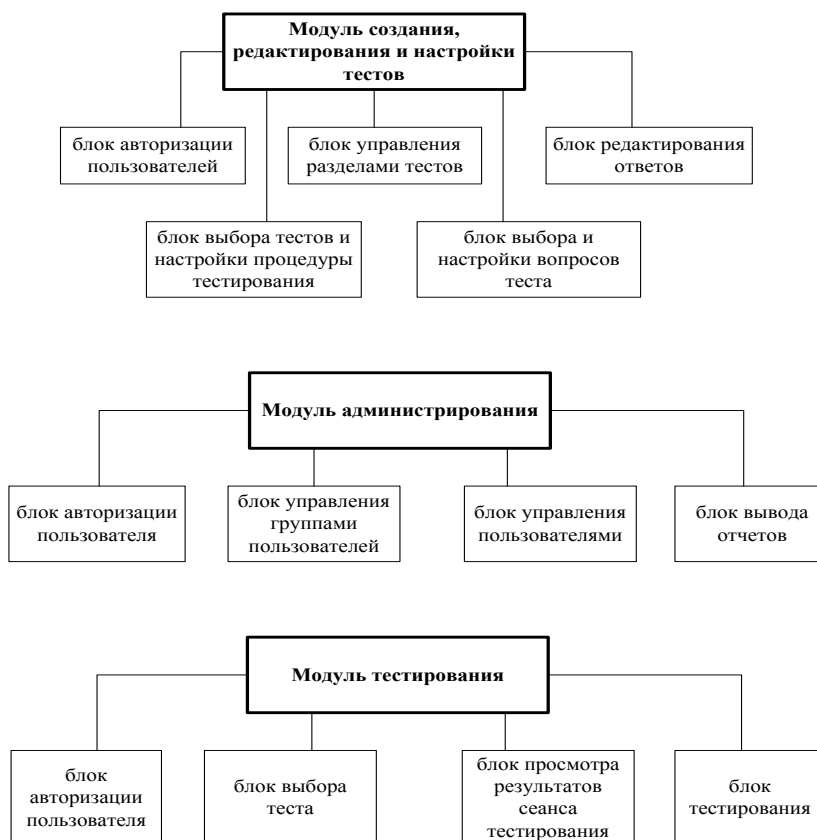 Модуль создания,
редактирования и настройки
тестов
блок авторизации
пользователей
блок управления
разделами тестов
блок редактирования
ответов
блок выбора тестов и
настройки процедуры
тестирования
блок выбора и
настройки вопросов
теста
Модуль администрирования
блок авторизации
пользователя
блок управления
группами
пользователей
блок управления
пользователями
блок вывода
отчетов
Модуль тестирования
блок
авторизации
пользователя
блок выбора
теста
блок просмотра
результатов
сеанса
тестирования
блок
тестирования